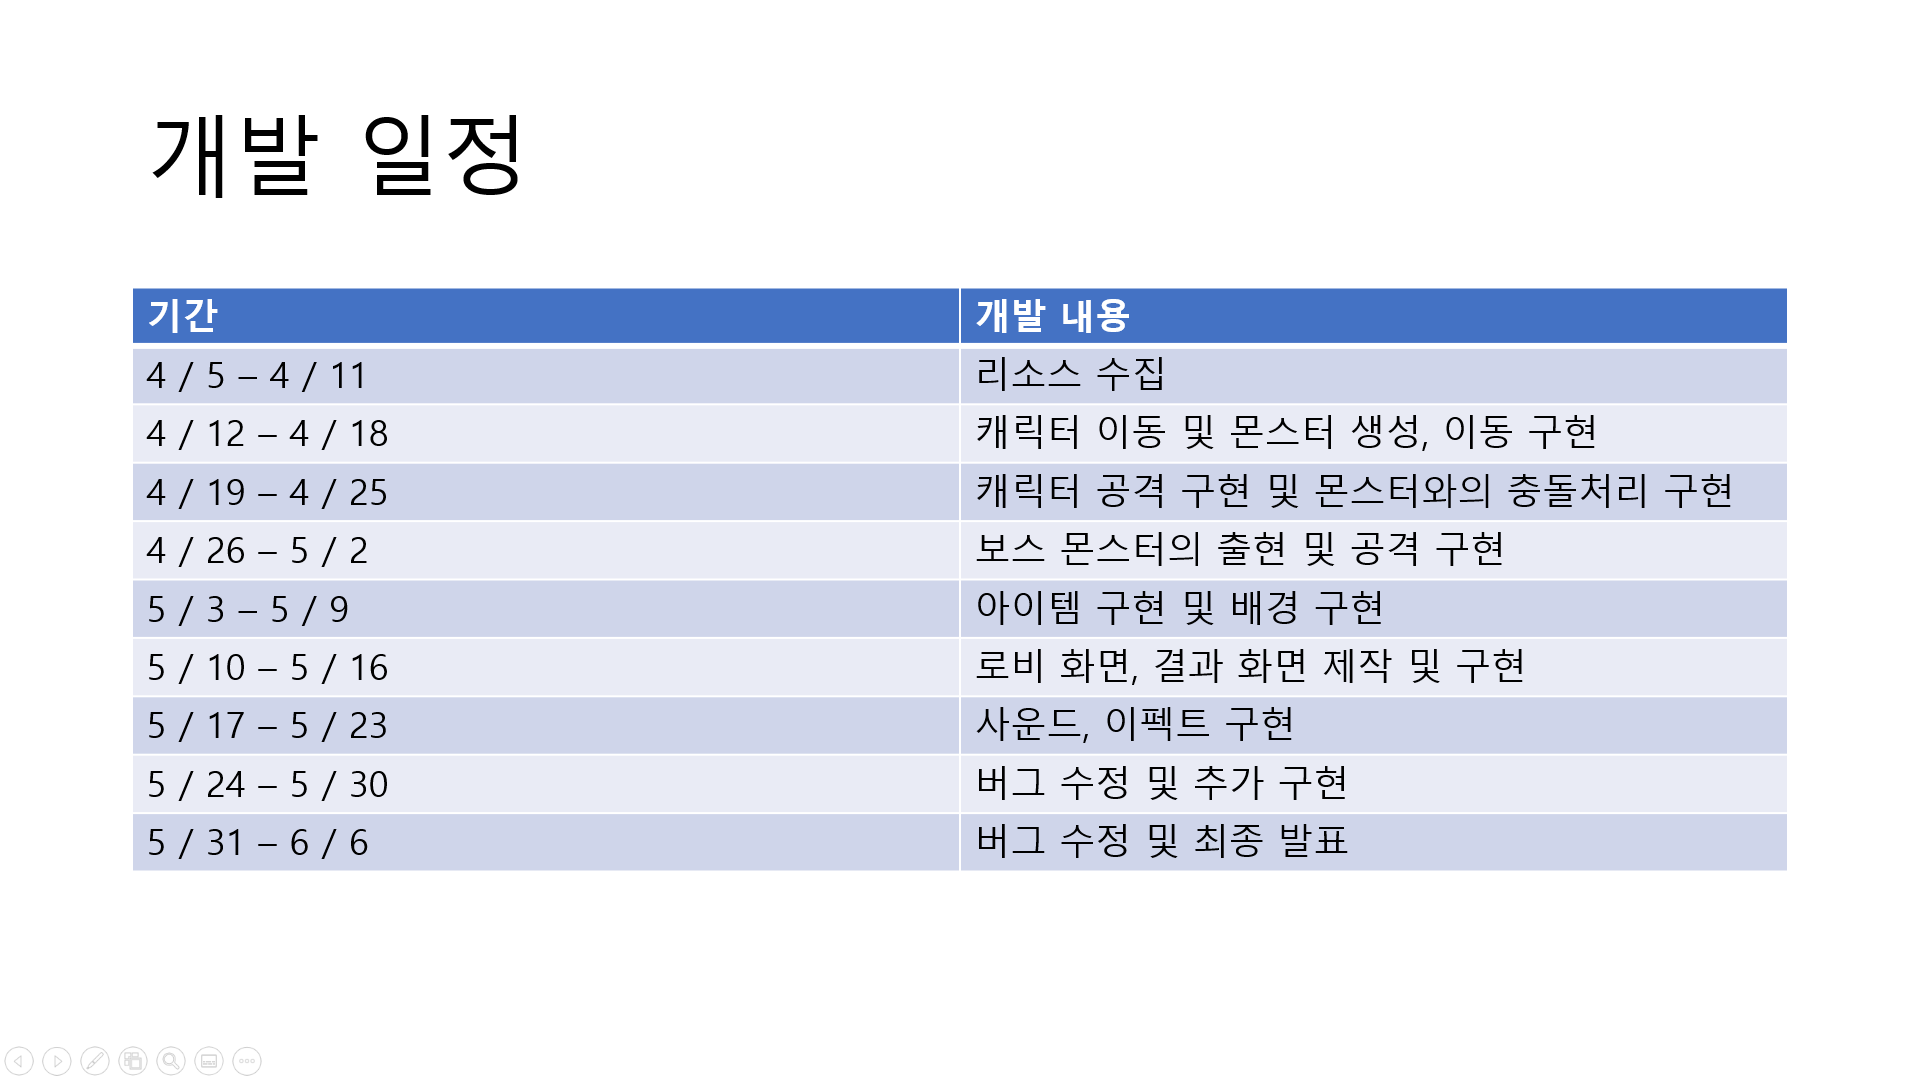 개발 일정
기간 개발 내용
4 / 5 – 4 / 11 리소스 수집
4 / 12 – 4 / 18 캐릭터 이동 및 몬스터 생성, 이동 구현
4 / 19 – 4 / 25 캐릭터 공격 구현 및 몬스터와의 충돌처리 구현
4 / 26 – 5 / 2 보스 몬스터의 출현 및 공격 구현
5 / 3 – 5 / 9 아이템 구현 및 배경 구현
5 / 10 – 5 / 16 로비 화면, 결과 화면 제작 및 구현
5 / 17 – 5 / 23 사운드, 이펙트 구현
5 / 24 – 5 / 30 버그 수정 및 추가 구현
5 / 31 – 6 / 6 버그 수정 및 최종 발표